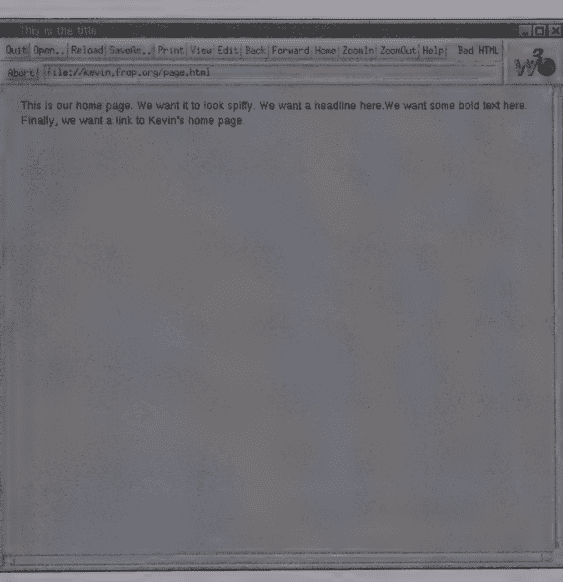 This is the title
Quit Open.. Reload SaveAs.. Print View Edit Back Forward Home ZoomIn ZoomOut Help Bad HTML
Abort! file://kevin.frop.org/page.html
This is our home page. We want it to look spiffy. We want a headline here.We want some bold text here.
Finally, we want a link to Kevin's home page.